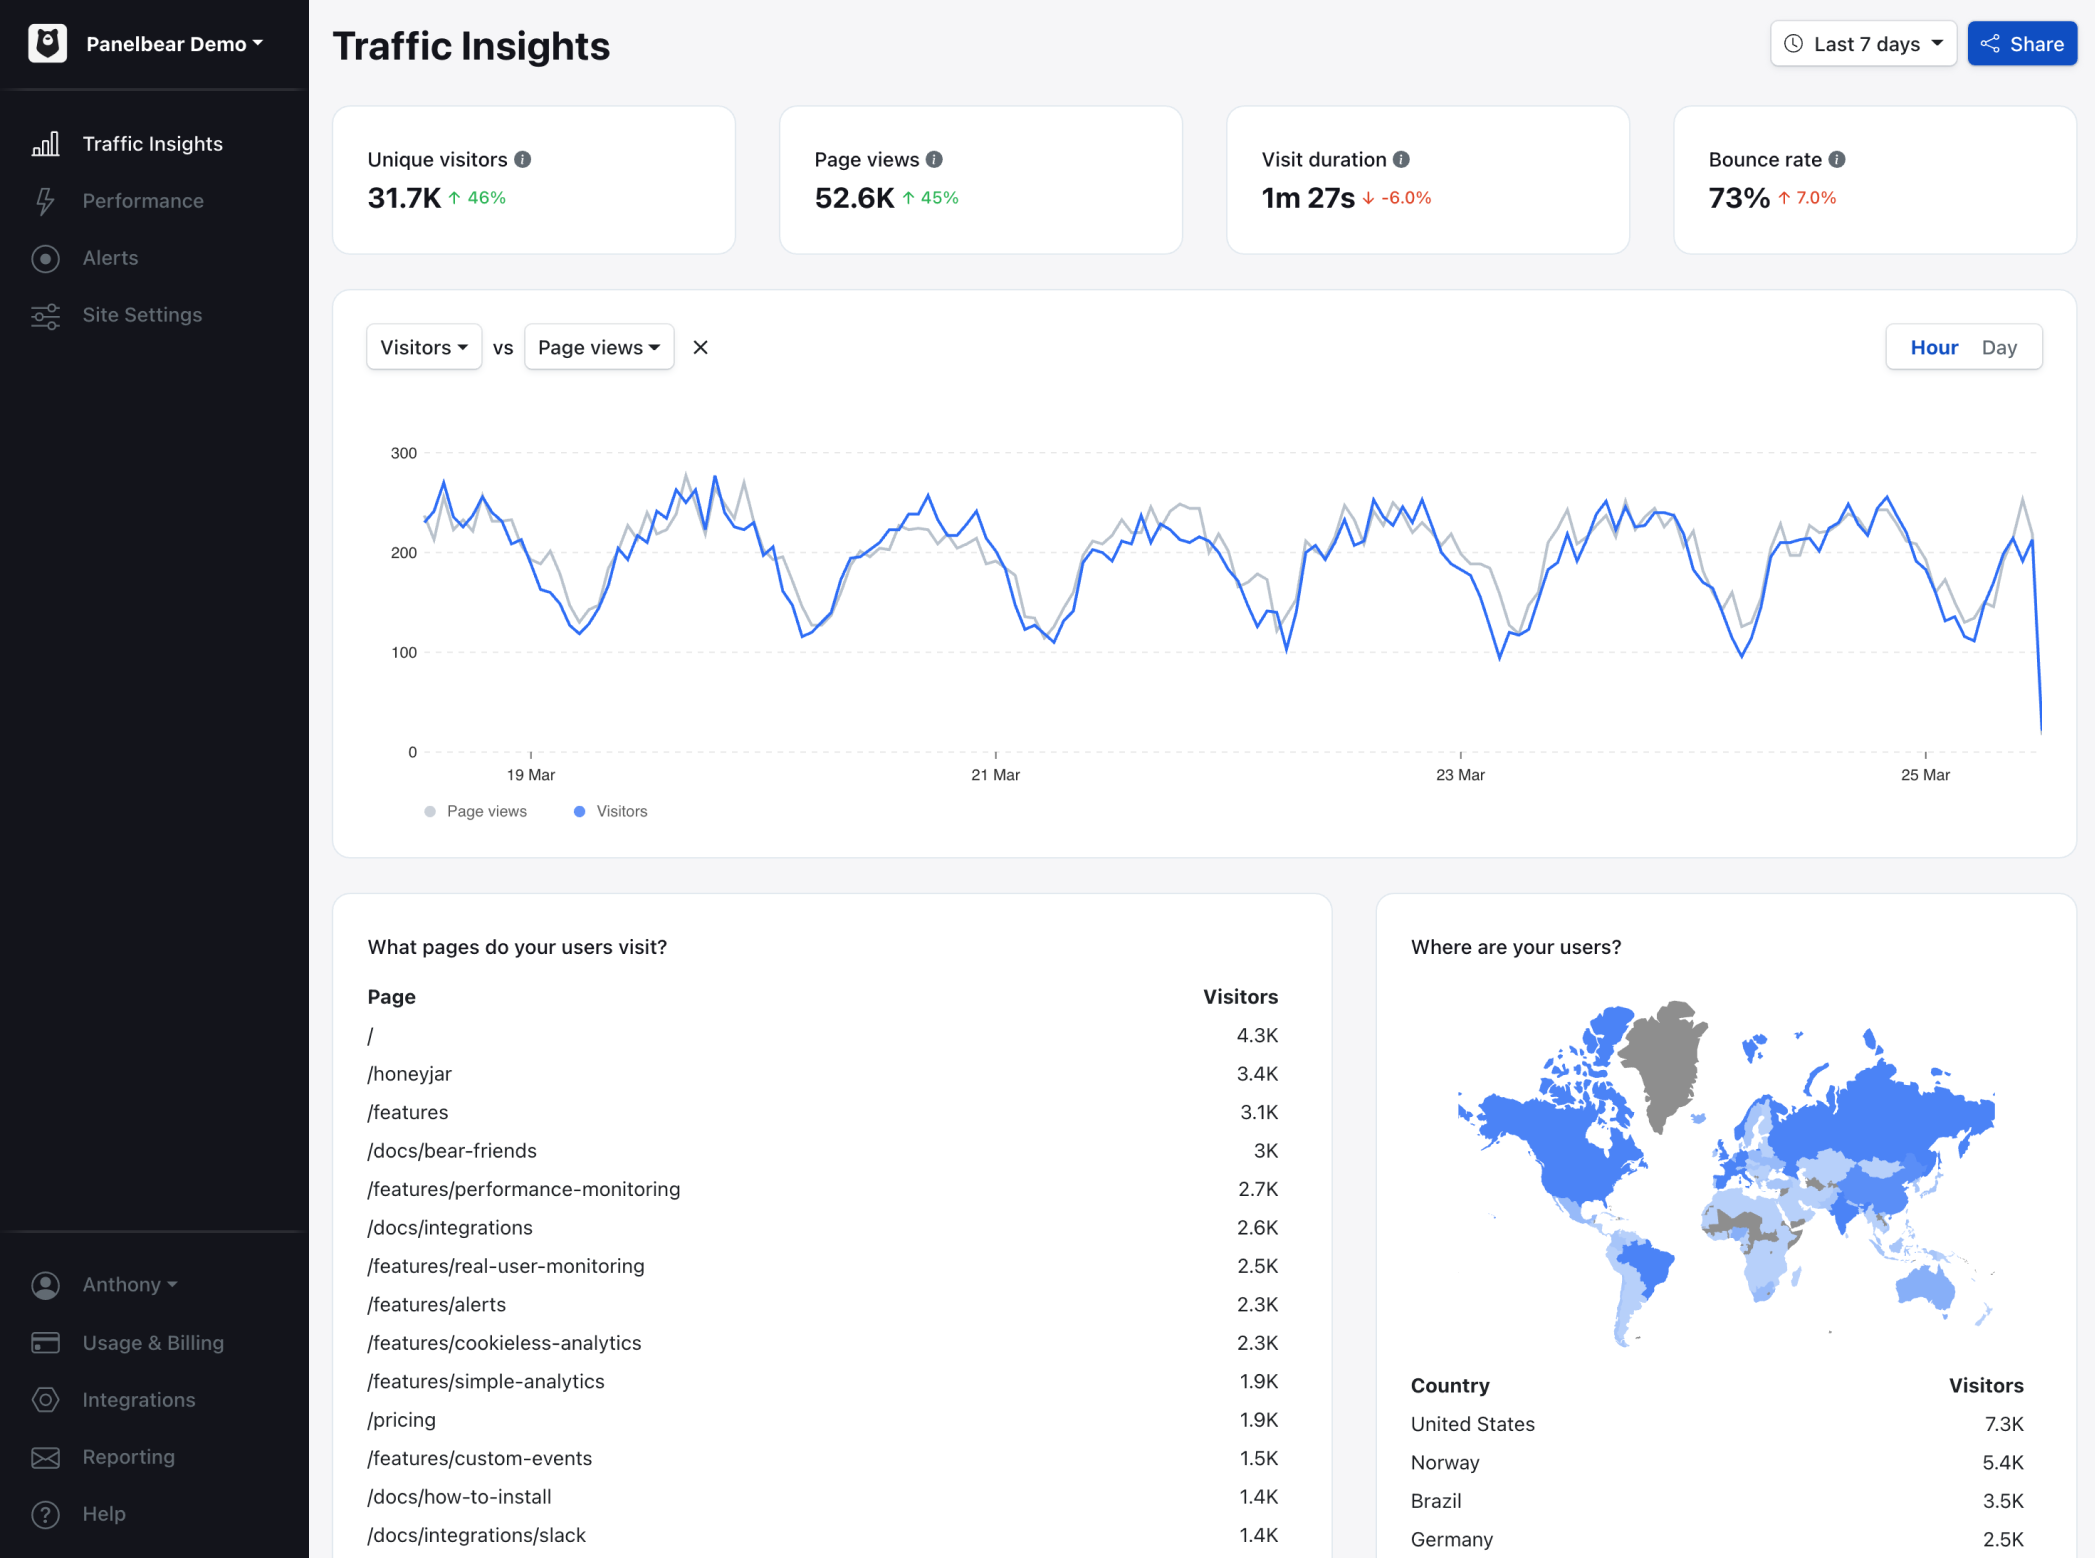 Panelbear Demo
Traffic Insights
Performance
Alerts
Site Settings
Anthony
Usage & Billing
Integrations
Reporting
Help
Traffic Insights
Last 7 days
Share
Unique visitors
31.7K ↑ 46%
Page views
52.6K ↑ 45%
Visit duration
1m 27s ↓ -6.0%
Bounce rate
73% ↑ 7.0%
Visitors vs Page views ×
Hour Day
300
200
100
0
19 Mar 21 Mar 23 Mar 25 Mar
Page views Visitors
What pages do your users visit?
Page Visitors
/ 4.3K
/honeyjar 3.4K
/features 3.1K
/docs/bear-friends 3K
/features/performance-monitoring 2.7K
/docs/integrations 2.6K
/features/real-user-monitoring 2.5K
/features/alerts 2.3K
/features/cookieless-analytics 2.3K
/features/simple-analytics 1.9K
/pricing 1.9K
/features/custom-events 1.5K
/docs/how-to-install 1.4K
/docs/integrations/slack 1.4K
Where are your users?
Country Visitors
United States 7.3K
Norway 5.4K
Brazil 3.5K
Germany 2.5K